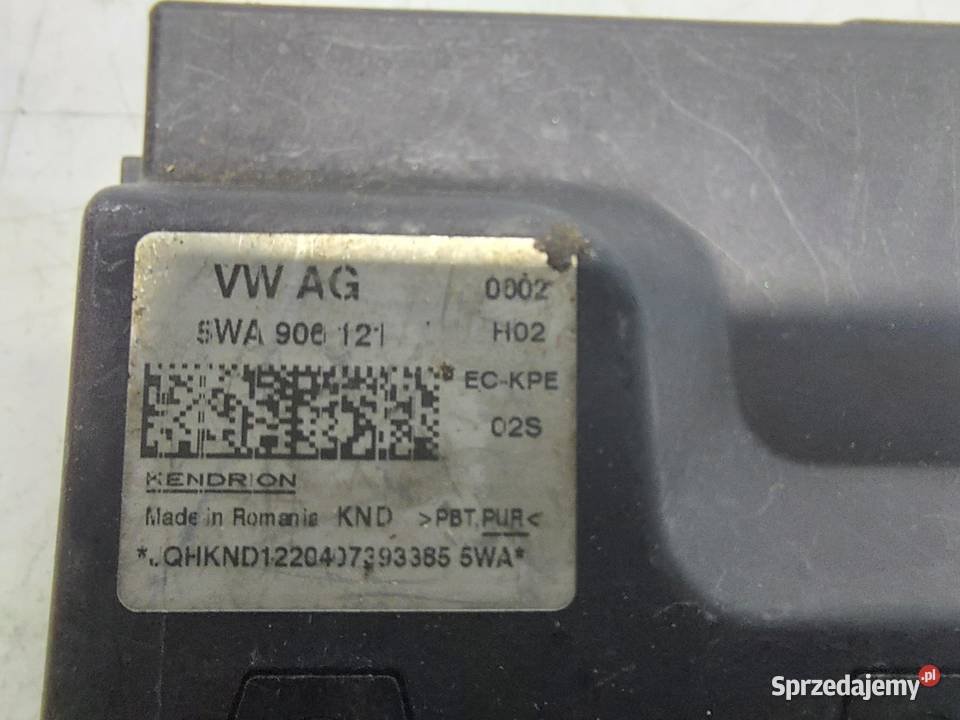 VW AG 0002
5WA 906 121 H02
EC-KPE
02S
KENDRION
Made in Romania KND >PBT,PUR<
*JQHKND1220407393385 5WA*
Sprzedajemy.pl